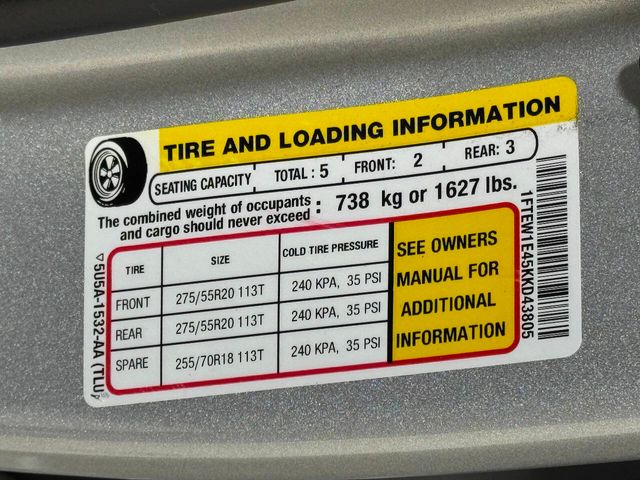 TIRE AND LOADING INFORMATION
SEATING CAPACITY TOTAL : 5 FRONT: 2 REAR: 3
The combined weight of occupants
and cargo should never exceed : 738 kg or 1627 lbs.
TIRE SIZE COLD TIRE PRESSURE
FRONT 275/55R20 113T 240 KPA, 35 PSI
REAR 275/55R20 113T 240 KPA, 35 PSI
SPARE 255/70R18 113T 240 KPA, 35 PSI
SEE OWNERS
MANUAL FOR
ADDITIONAL
INFORMATION
1FTEW1E45KKD43805
5U5A-1532-AA (TLU)